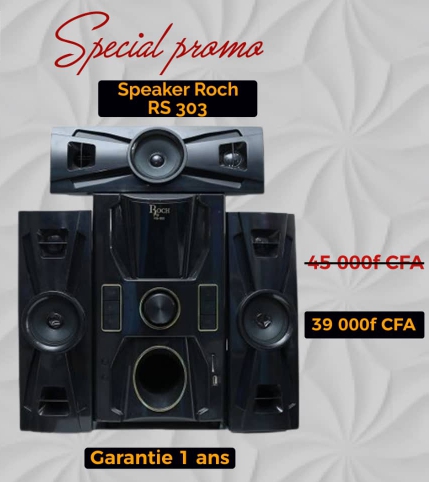 Special promo
Speaker Roch
RS 303
ROCH
45 000f CFA
39 000f CFA
Garantie 1 ans